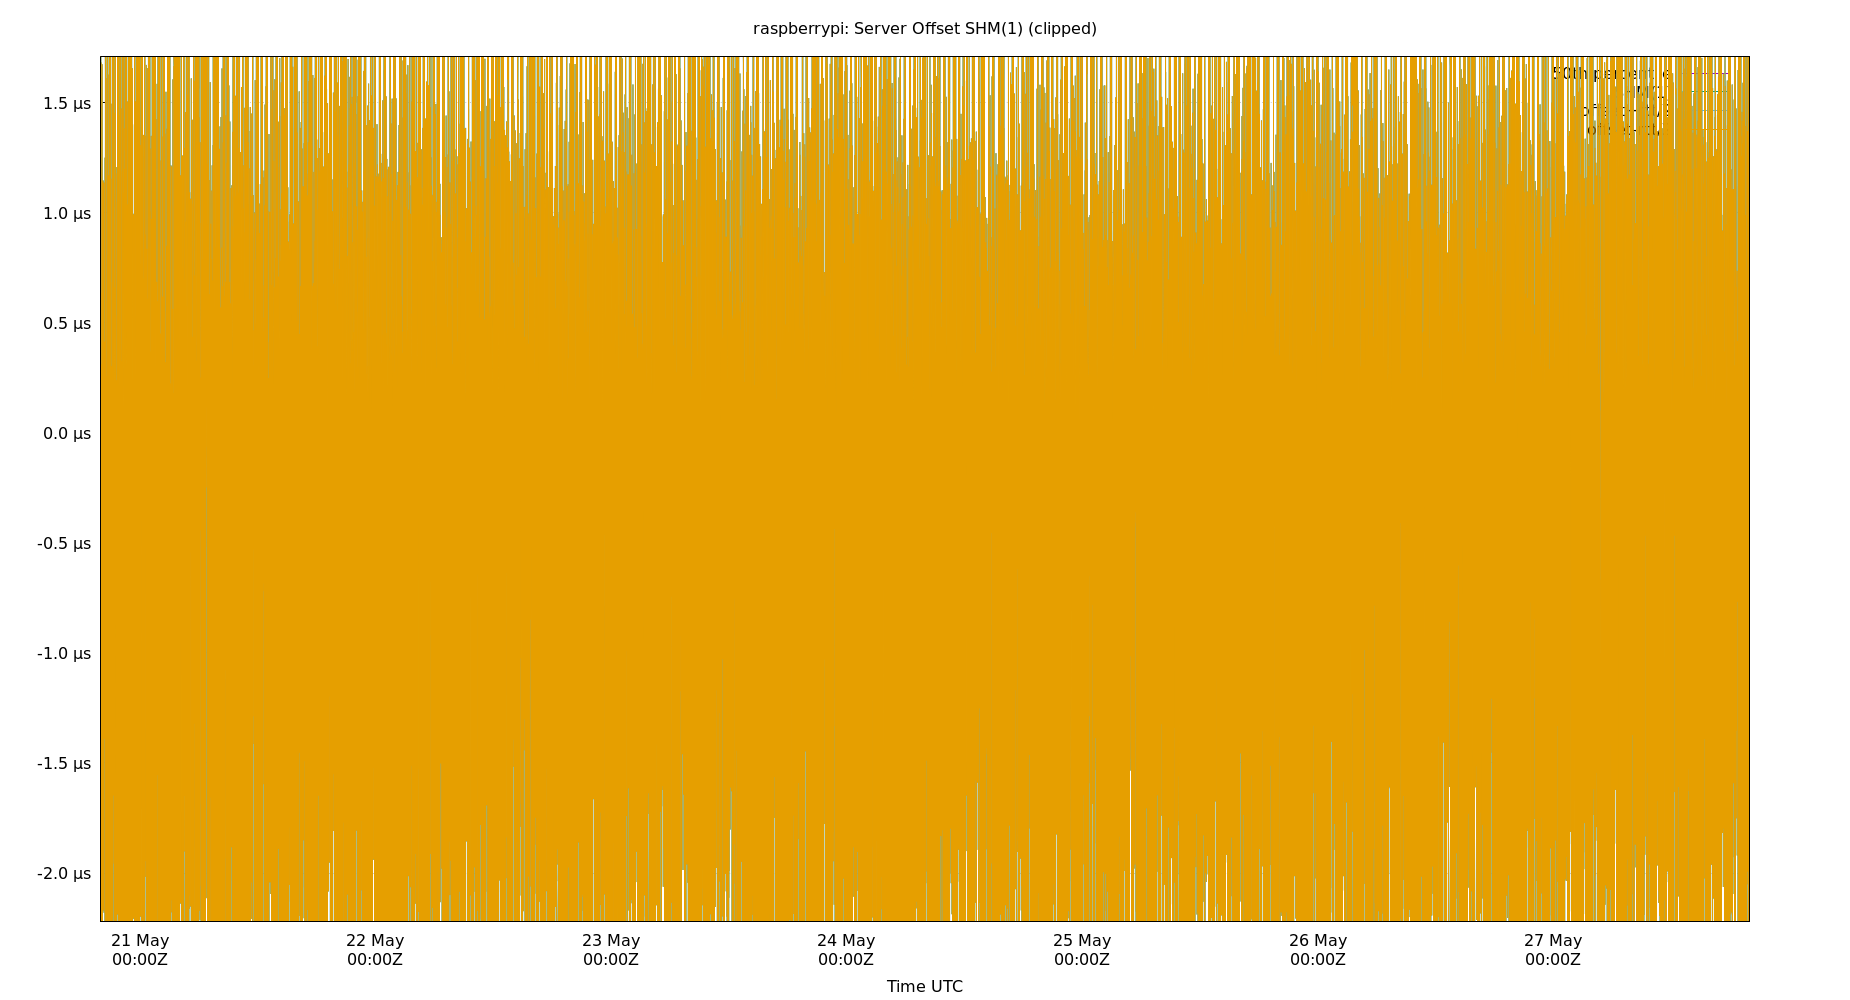 raspberrypi: Server Offset SHM(1) (clipped)
1.5 µs
1.0 µs
0.5 µs
0.0 µs
-0.5 µs
-1.0 µs
-1.5 µs
-2.0 µs
50th percentile
21 May 22 May 23 May 24 May 25 May 26 May 27 May
00:00Z 00:00Z 00:00Z 00:00Z 00:00Z 00:00Z 00:00Z
Time UTC